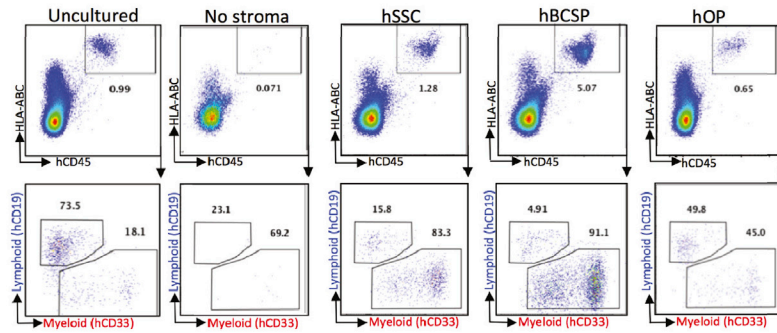 Uncultured No stroma hSSC hBCSP hOP
HLA-ABC HLA-ABC HLA-ABC HLA-ABC HLA-ABC
0.99 0.071 1.28 5.07 0.65
hCD45 hCD45 hCD45 hCD45 hCD45
Lymphoid (hCD19) Lymphoid (hCD19) Lymphoid (hCD19) Lymphoid (hCD19) Lymphoid (hCD19)
73.5 23.1 15.8 4.91 49.8
18.1 69.2 83.3 91.1 45.0
Myeloid (hCD33) Myeloid (hCD33) Myeloid (hCD33) Myeloid (hCD33) Myeloid (hCD33)